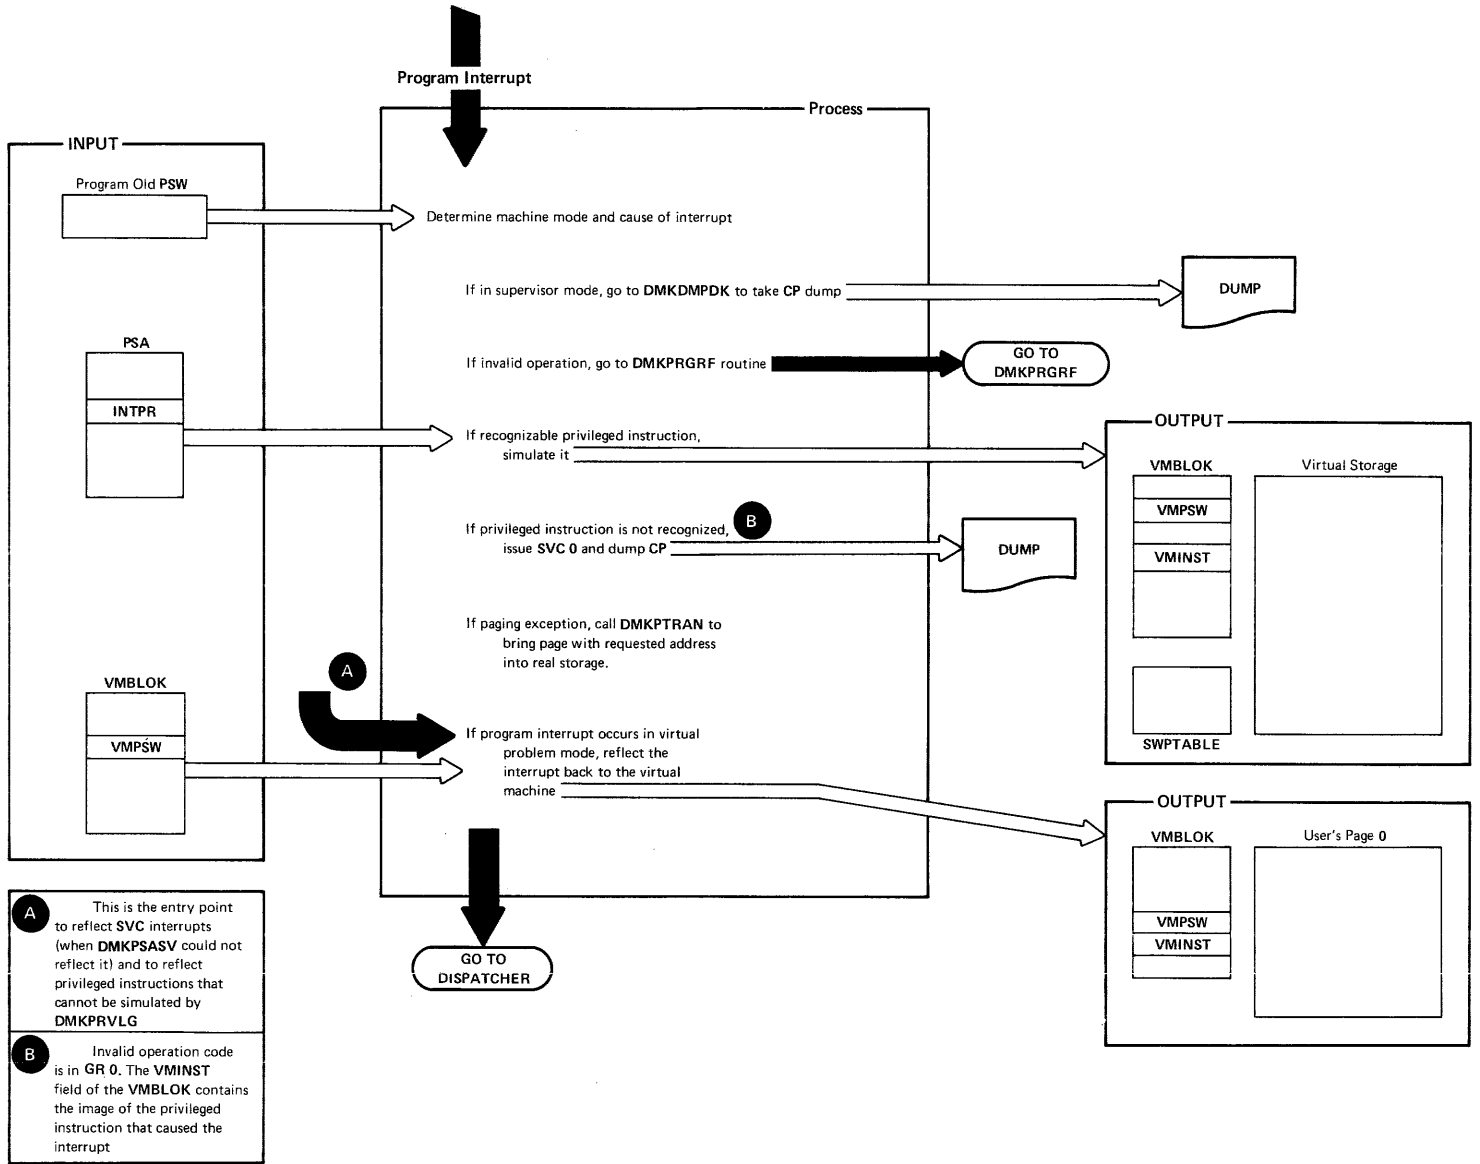 Program Interrupt
Process
INPUT
Program Old PSW
Determine machine mode and cause of interrupt
If in supervisor mode, go to DMKDMPDK to take CP dump
DUMP
PSA
INTPR
If invalid operation, go to DMKPRGRF routine
GO TO
DMKPRGRF
If recognizable privileged instruction,
simulate it
OUTPUT
VMBLOK
VMPSW
VMINST
SWPTABLE
Virtual Storage
If privileged instruction is not recognized,
issue SVC 0 and dump CP
B
DUMP
If paging exception, call DMKPTRAN to
bring page with requested address
into real storage.
A
VMBLOK
VMPSW
If program interrupt occurs in virtual
problem mode, reflect the
interrupt back to the virtual
machine
OUTPUT
VMBLOK
VMPSW
VMINST
User's Page 0
GO TO
DISPATCHER
A
This is the entry point
to reflect SVC interrupts
(when DMKPSASV could not
reflect it) and to reflect
privileged instructions that
cannot be simulated by
DMKPRVLG
B
Invalid operation code
is in GR 0. The VMINST
field of the VMBLOK contains
the image of the privileged
instruction that caused the
interrupt